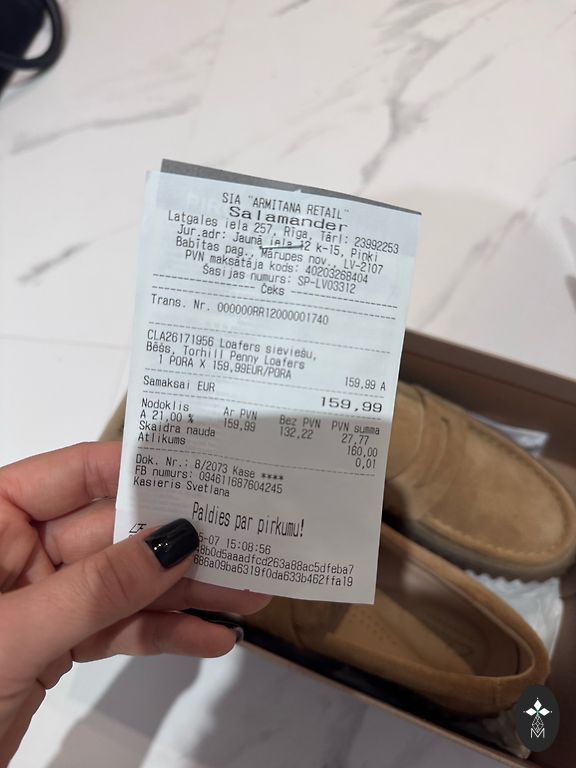 SIA "ARMITANA RETAIL"
Salamander
Latgales iela 257, Rīga, Tārl: 23992253
Jur.adr: Jaunā iela 12 k-15, Piņķi
Babītes pag., Mārupes nov., LV-2107
PVN maksātāja kods: 40203268404
Šasijas numurs: SP-LV03312
Čeks
Trans. Nr. 000000RR12000001740
CLA26171956 Loafers sieviešu,
Bēšs, Torhill Penny Loafers
1 PORA X 159,99EUR/PORA 159,99 A
Samaksai EUR 159,99
Nodoklis Ar PVN Bez PVN PVN summa
A 21,00 % 159,99 132,22 27,77
Skaidra nauda 160,00
Atlikums 0,01
Dok. Nr.: 8/2073 Kase ****
FB numurs: 094611687604245
Kasieris Svetlana
Paldies par pirkumu!
-07 15:08:56
8b0d5aaadfcd263a88ac5dfeba7
686a09ba6319f0da633b462ffa19
M